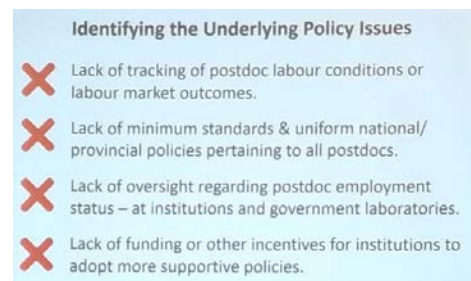 Identifying the Underlying Policy Issues
Lack of tracking of postdoc labour conditions or
labour market outcomes.
Lack of minimum standards & uniform national/
provincial policies pertaining to all postdocs.
Lack of oversight regarding postdoc employment
status – at institutions and government laboratories.
Lack of funding or other incentives for institutions to
adopt more supportive policies.